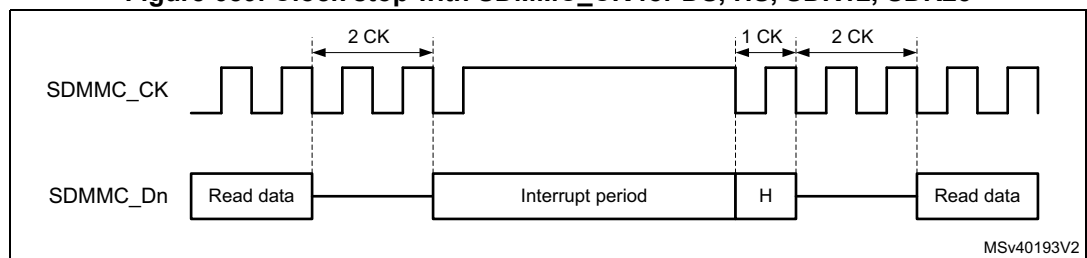 Figure Clock stop with SDMMC_CK for DS, HS, SDR12, SDR25
2 CK 1 CK 2 CK
SDMMC_CK
SDMMC_Dn Read data Interrupt period H Read data
MSv40193V2